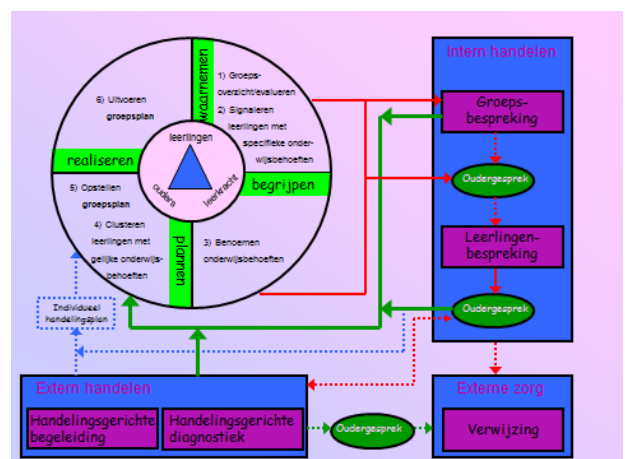 waarnemen
1) Groeps-
overzicht/evalueren
2) Signaleren
leerlingen met
specifieke onder-
wijsbehoeften
begrijpen
3) Benoemen
onderwijsbehoeften
plannen
4) Clusteren
leerlingen met
gelijke onderwijs-
behoeften
5) Opstellen
groepsplan
realiseren
6) Uitvoeren
groepsplan
leerlingen
ouders
leerkracht
Individueel
handelingsplan
Intern handelen
Groeps-
bespreking
Oudergesprek
Leerlingen-
bespreking
Oudergesprek
Extern handelen
Handelingsgerichte
begeleiding
Handelingsgerichte
diagnostiek
Oudergesprek
Externe zorg
Verwijzing